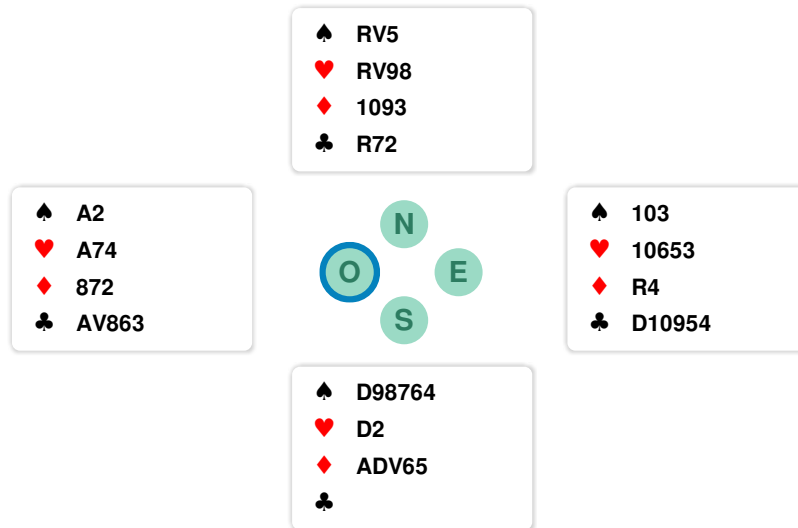 ♠ RV5
♥ RV98
♦ 1093
♣ R72
♠ A2
♥ A74
♦ 872
♣ AV863
N
O E
S
♠ 103
♥ 10653
♦ R4
♣ D10954
♠ D98764
♥ D2
♦ ADV65
♣